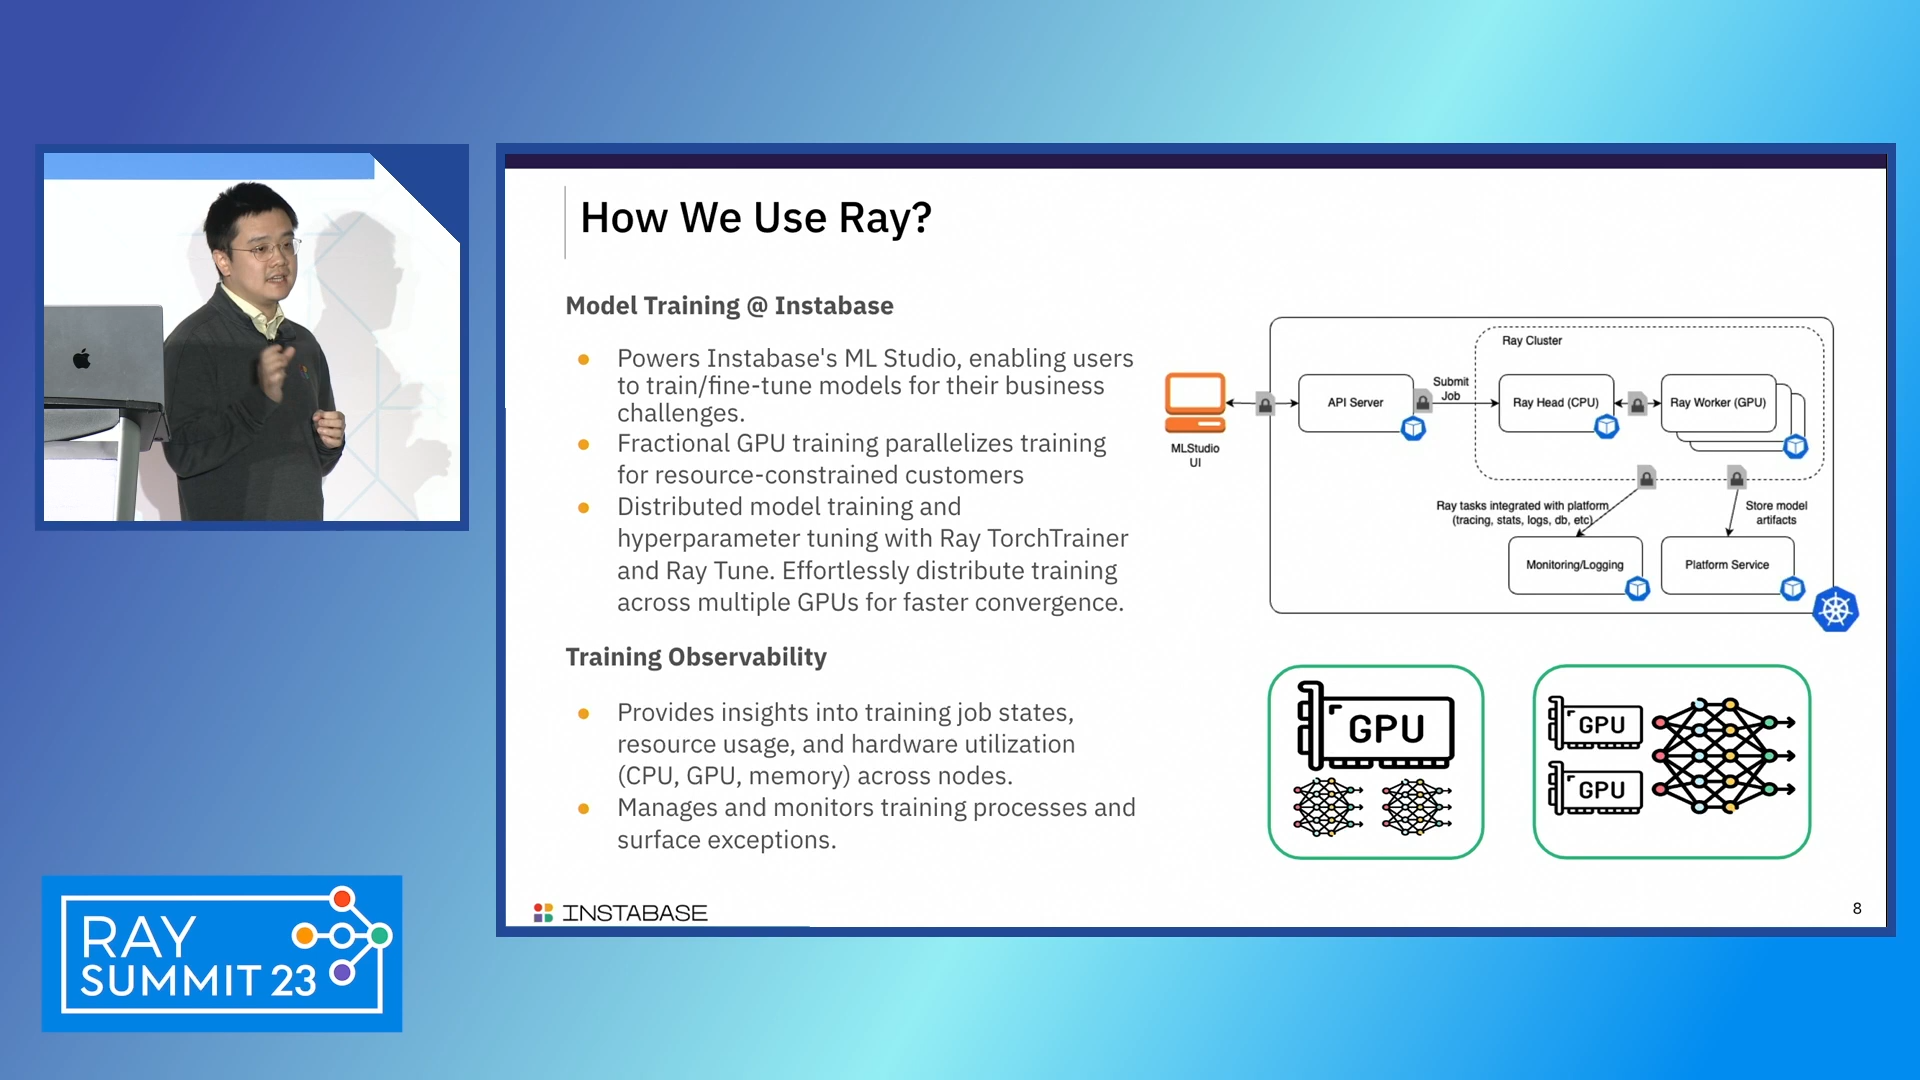 How We Use Ray?
Model Training @ Instabase
Powers Instabase's ML Studio, enabling users
to train/fine-tune models for their business
challenges.
Fractional GPU training parallelizes training
for resource-constrained customers
Distributed model training and
hyperparameter tuning with Ray TorchTrainer
and Ray Tune. Effortlessly distribute training
across multiple GPUs for faster convergence.
Training Observability
Provides insights into training job states,
resource usage, and hardware utilization
(CPU, GPU, memory) across nodes.
Manages and monitors training processes and
surface exceptions.
MLStudio
UI
API Server
Submit
Job
Ray Cluster
Ray Head (CPU)
Ray Worker (GPU)
Ray tasks integrated with platform
(tracing, stats, logs, db, etc)
Store model
artifacts
Monitoring/Logging
Platform Service
GPU
GPU
GPU
INSTABASE
8
RAY
SUMMIT 23